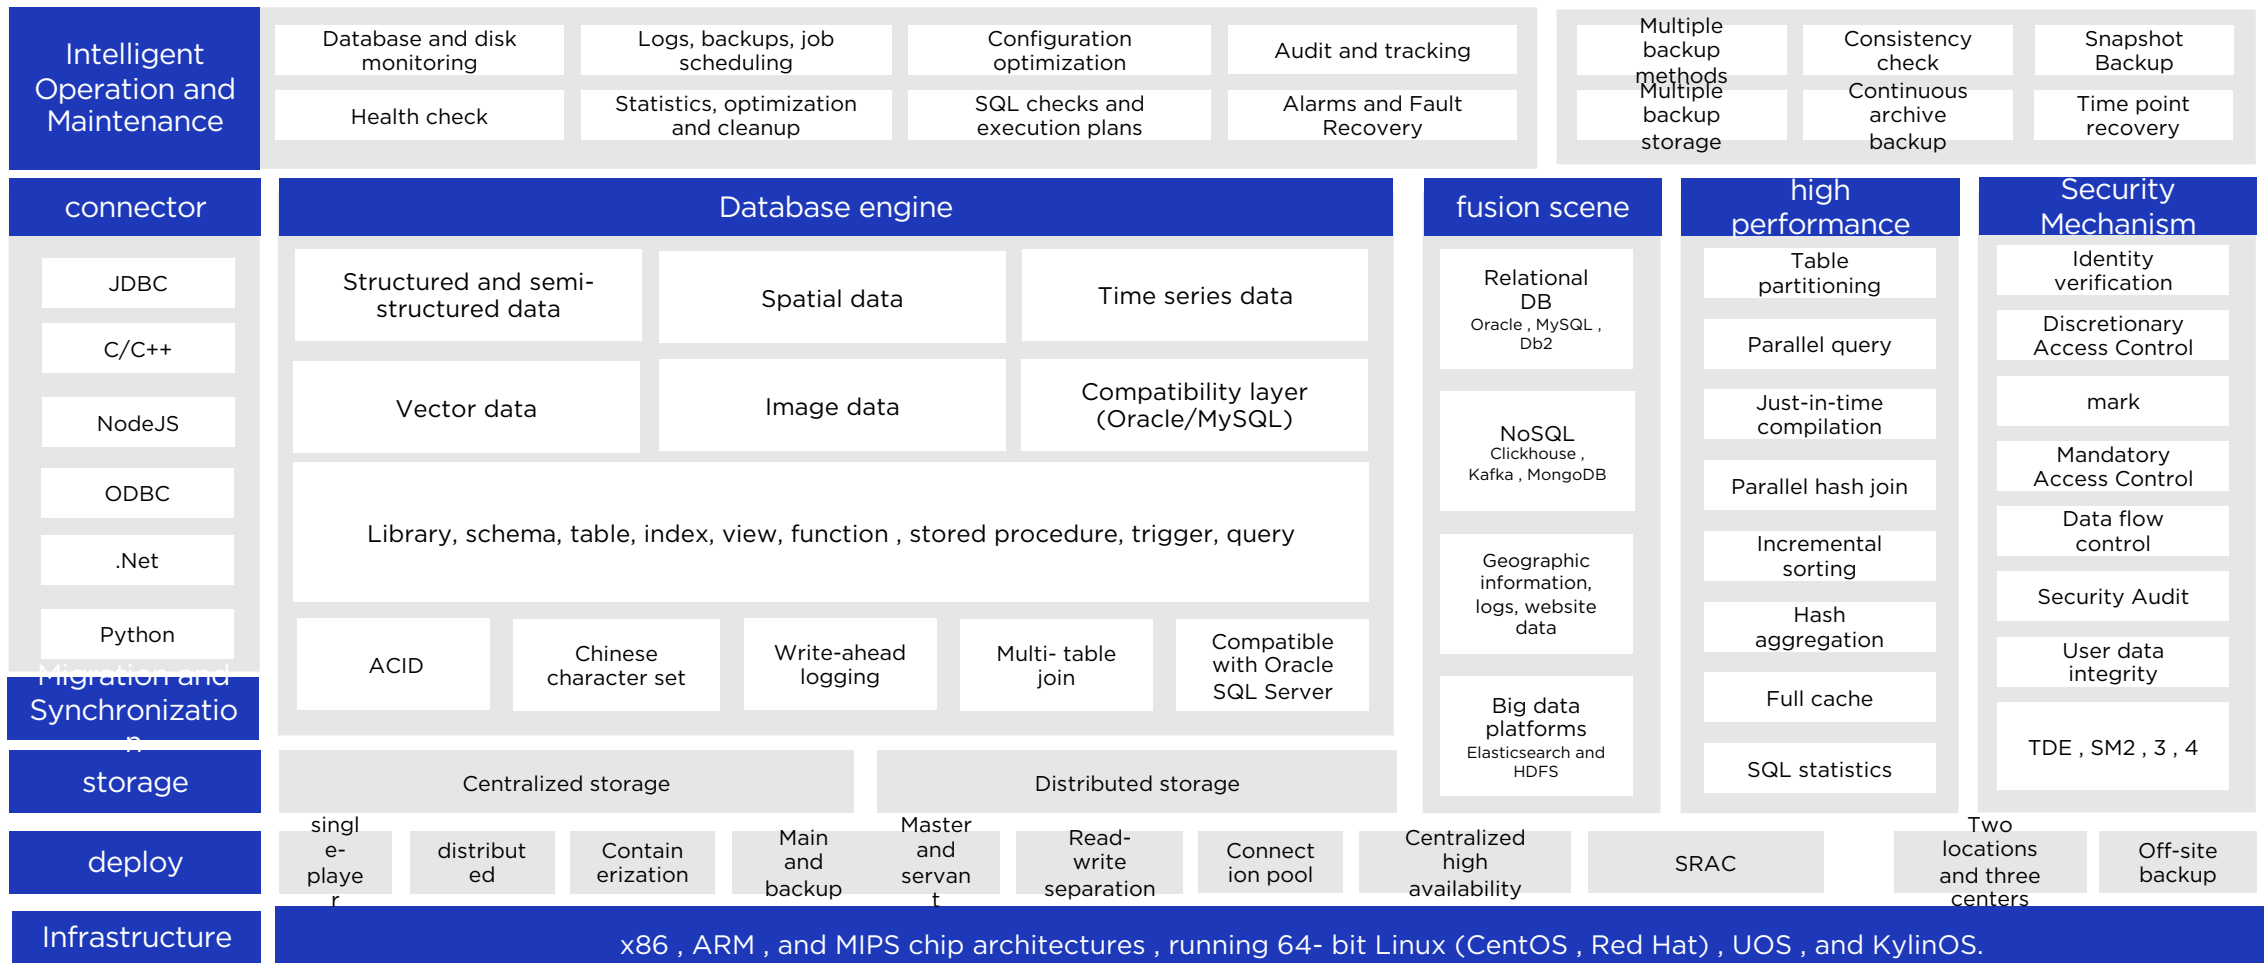 Intelligent
Operation and
Maintenance
Database and disk
monitoring
Logs, backups, job
scheduling
Configuration
optimization
Audit and tracking
Health check
Statistics, optimization
and cleanup
SQL checks and
execution plans
Alarms and Fault
Recovery
Multiple
backup
methods
Consistency
check
Snapshot
Backup
Multiple
backup
storage
Continuous
archive
backup
Time point
recovery
connector
JDBC
C/C++
NodeJS
ODBC
.Net
Python
Migration and
Synchronizatio
n
Database engine
Structured and semi-
structured data
Spatial data
Time series data
Vector data
Image data
Compatibility layer
(Oracle/MySQL)
Library, schema, table, index, view, function , stored procedure, trigger, query
ACID
Chinese
character set
Write-ahead
logging
Multi- table
join
Compatible
with Oracle
SQL Server
fusion scene
Relational
DB
Oracle , MySQL ,
Db2
NoSQL
Clickhouse ,
Kafka , MongoDB
Geographic
information,
logs, website
data
Big data
platforms
Elasticsearch and
HDFS
high
performance
Table
partitioning
Parallel query
Just-in-time
compilation
Parallel hash join
Incremental
sorting
Hash
aggregation
Full cache
SQL statistics
Security
Mechanism
Identity
verification
Discretionary
Access Control
mark
Mandatory
Access Control
Data flow
control
Security Audit
User data
integrity
TDE , SM2 , 3 , 4
storage
Centralized storage
Distributed storage
deploy
singl
e-
playe
r
distribut
ed
Contain
erization
Main
and
backup
Master
and
servan
t
Read-
write
separation
Connect
ion pool
Centralized
high
availability
SRAC
Two
locations
and three
centers
Off-site
backup
Infrastructure
x86 , ARM , and MIPS chip architectures , running 64- bit Linux (CentOS , Red Hat) , UOS , and KylinOS.